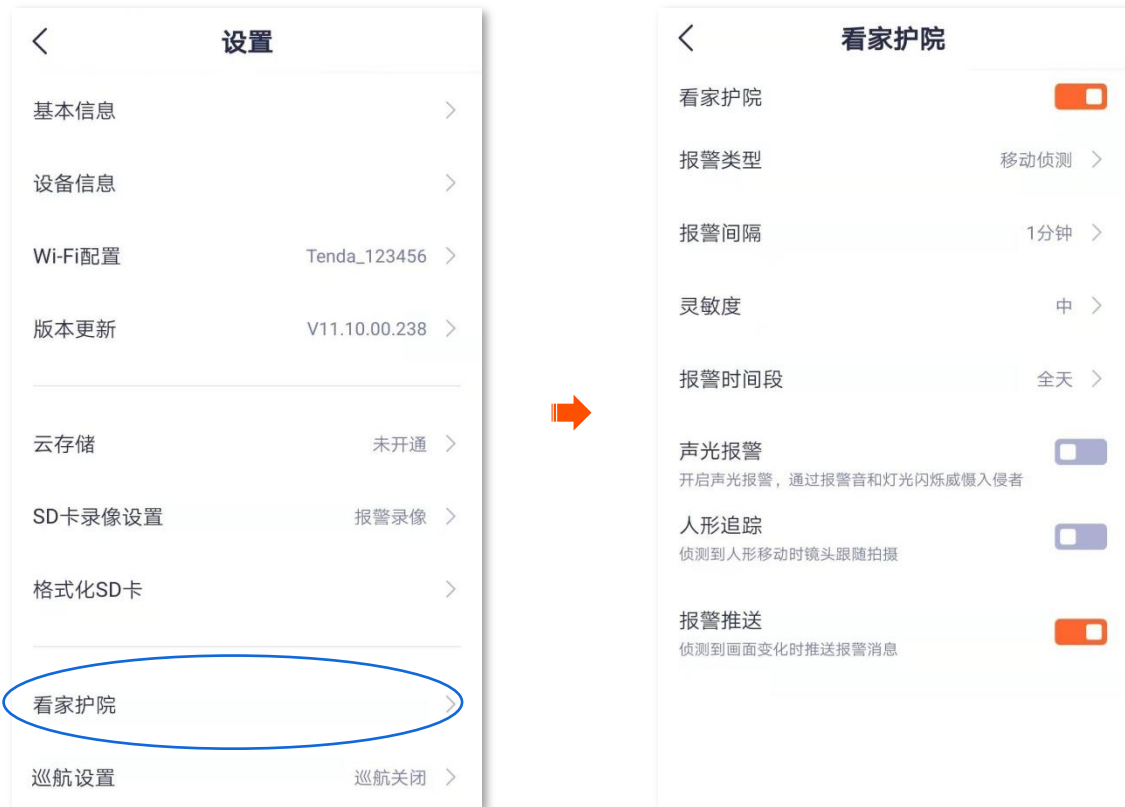 设置
基本信息
设备信息
Wi-Fi配置 Tenda_123456
版本更新 V11.10.00.238
云存储 未开通
SD卡录像设置 报警录像
格式化SD卡
看家护院
巡航设置 巡航关闭
看家护院
看家护院
报警类型 移动侦测
报警间隔 1分钟
灵敏度 中
报警时间段 全天
声光报警
开启声光报警，通过报警音和灯光闪烁威慑入侵者
人形追踪
侦测到人形移动时镜头跟随拍摄
报警推送
侦测到画面变化时推送报警消息